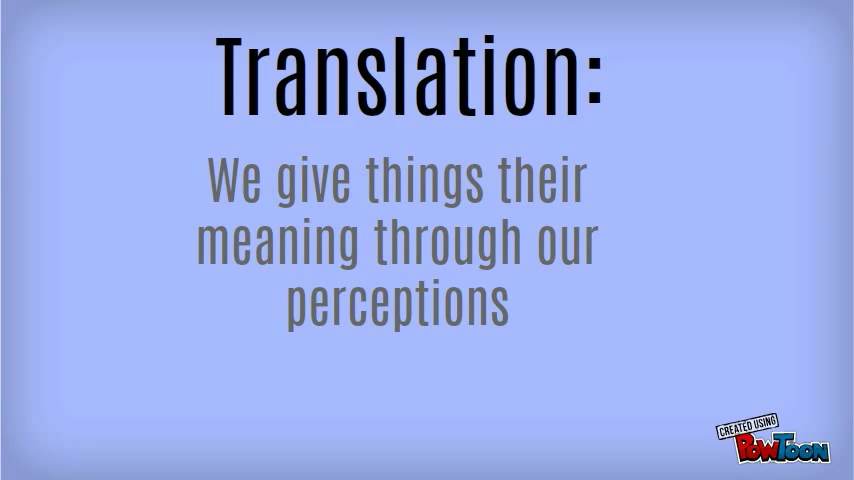 Translation:
We give things their
meaning through our
perceptions
CREATED USING
POWTOON